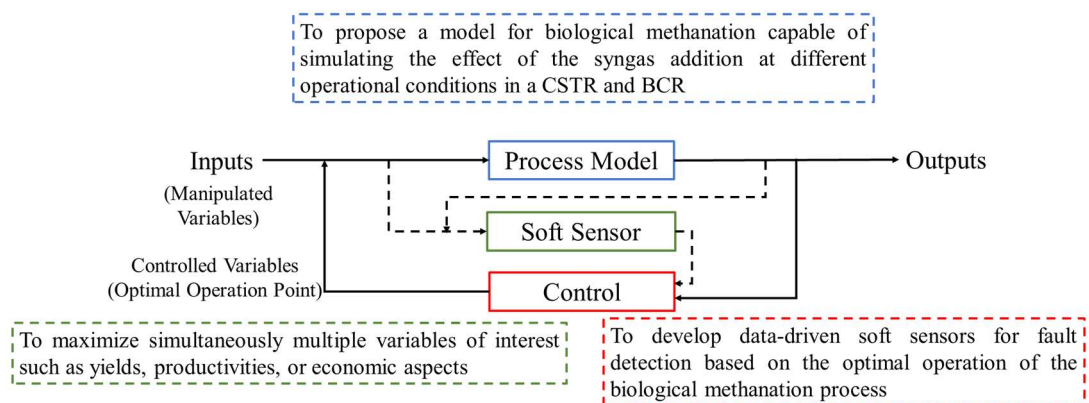 To propose a model for biological methanation capable of
simulating the effect of the syngas addition at different
operational conditions in a CSTR and BCR
Inputs
Process Model
Outputs
(Manipulated
Variables)
Soft Sensor
Controlled Variables
(Optimal Operation Point)
Control
To maximize simultaneously multiple variables of interest
such as yields, productivities, or economic aspects
To develop data-driven soft sensors for fault
detection based on the optimal operation of the
biological methanation process